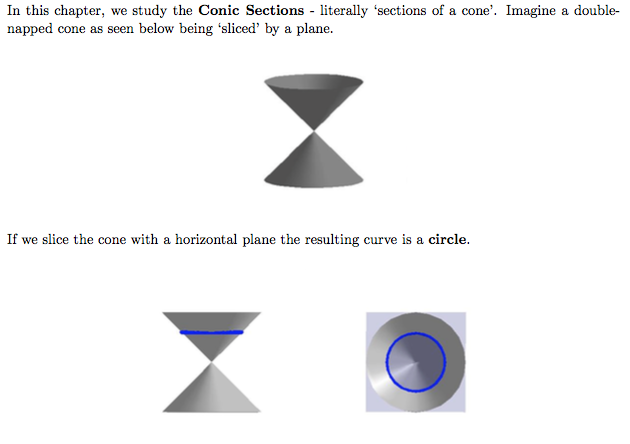 In this chapter, we study the Conic Sections - literally ‘sections of a cone’. Imagine a double-
napped cone as seen below being ‘sliced’ by a plane.
If we slice the cone with a horizontal plane the resulting curve is a circle.